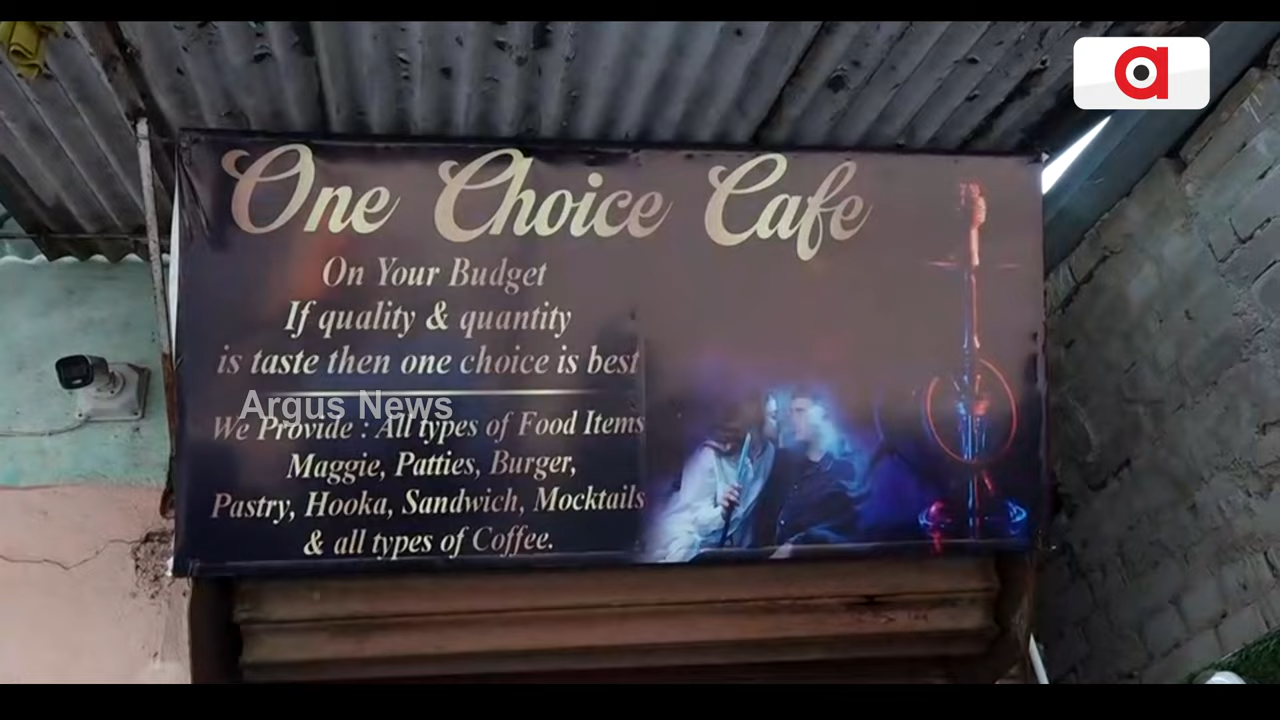 One Choice Cafe
On Your Budget
If quality & quantity
is taste then one choice is best
Argus News
We Provide : All types of Food Items
Maggie, Patties, Burger,
Pastry, Hooka, Sandwich, Mocktails
& all types of Coffee.